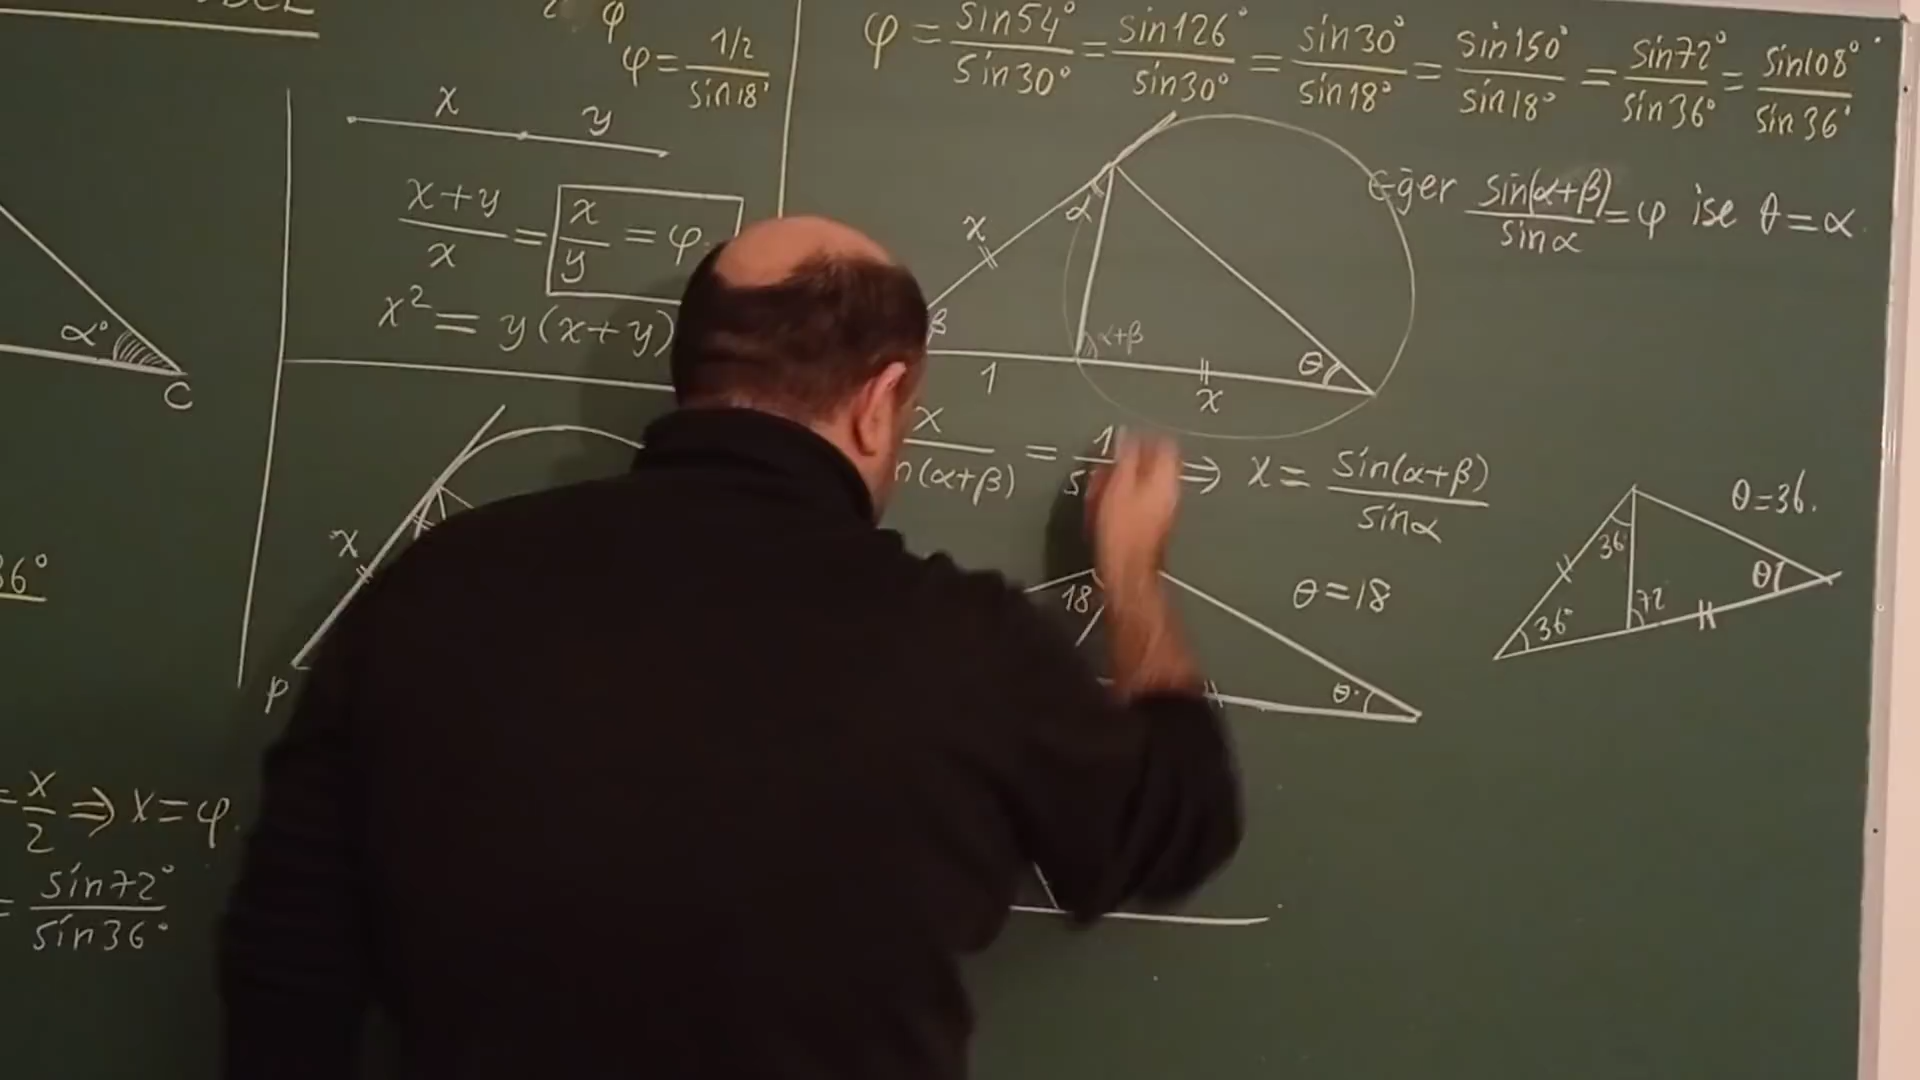 φ
φ = 1/2 / sin18°
φ = sin54° / sin30° = sin126° / sin30° = sin30° / sin18° = sin150° / sin18° = sin72° / sin36° = sin108° / sin36°
x y
x+y / x = x / y = φ
x² = y(x+y)
α°
C
Eğer sin(α+β) / sinα = φ ise θ = α
x
α
β
α+β
θ
1
x
x / n(α+β) = 1 ⇒ x = sin(α+β) / sinα
x
P
18
θ = 18
θ
θ = 36
36
36°
72
θ
36°
= x / 2 ⇒ x = φ
= sin72° / sin36°